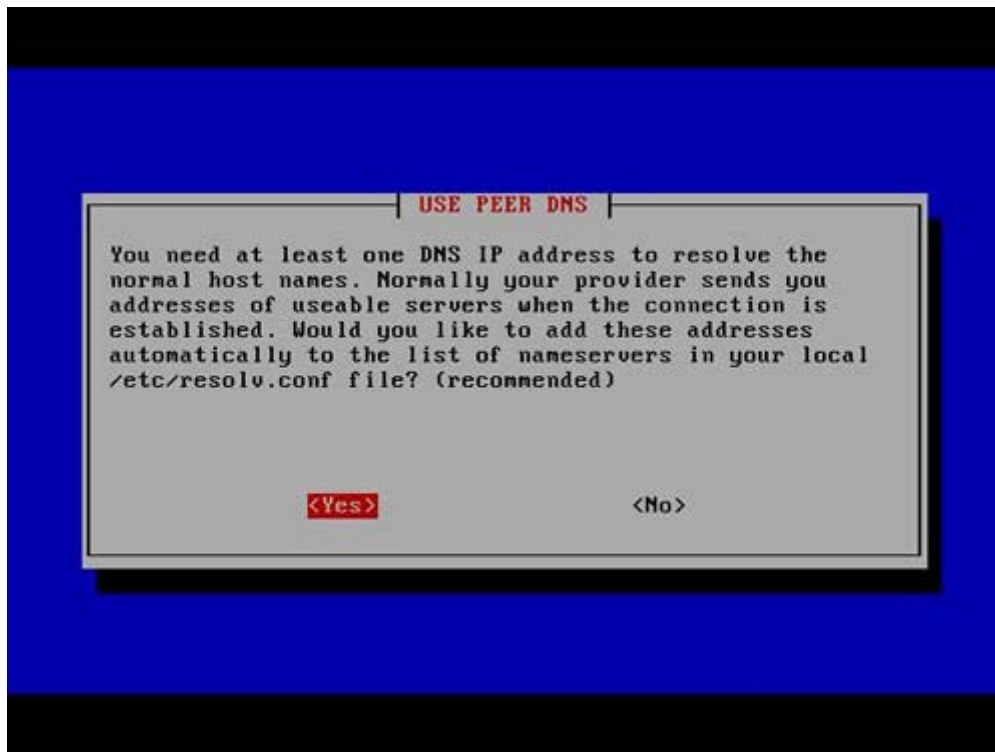 USE PEER DNS
You need at least one DNS IP address to resolve the
normal host names. Normally your provider sends you
addresses of useable servers when the connection is
established. Would you like to add these addresses
automatically to the list of nameservers in your local
/etc/resolv.conf file? (recommended)
<Yes> <No>